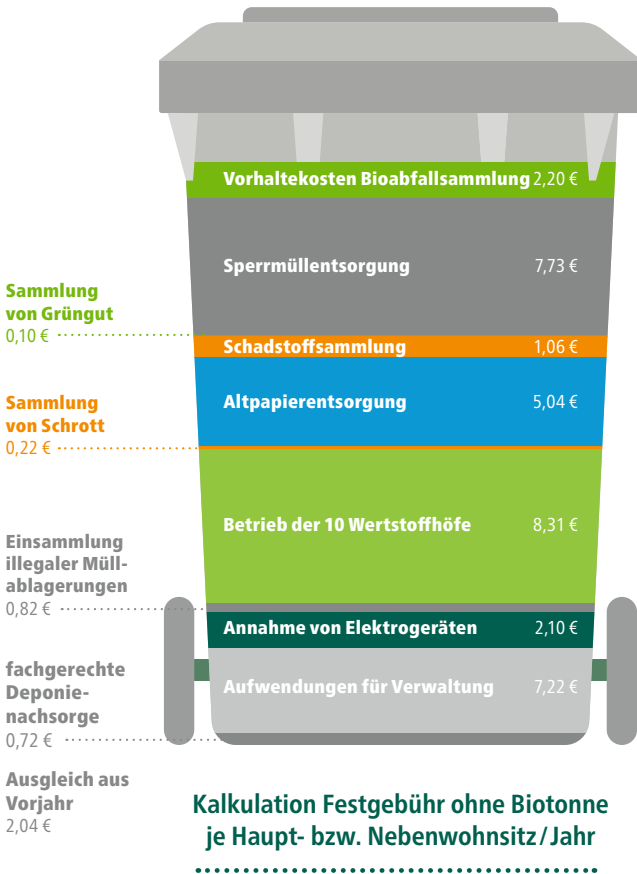 Vorhaltekosten Bioabfallsammlung 2,20 €
Sperrmüllentsorgung 7,73 €
Sammlung
von Grüngut
0,10 €
Schadstoffsammlung 1,06 €
Altpapierentsorgung 5,04 €
Sammlung
von Schrott
0,22 €
Betrieb der 10 Wertstoffhöfe 8,31 €
Einsammlung
illegaler Müll-
ablagerungen
0,82 €
Annahme von Elektrogeräten 2,10 €
Aufwendungen für Verwaltung 7,22 €
fachgerechte
Deponie-
nachsorge
0,72 €
Ausgleich aus
Vorjahr
2,04 €
Kalkulation Festgebühr ohne Biotonne
je Haupt- bzw. Nebenwohnsitz/Jahr